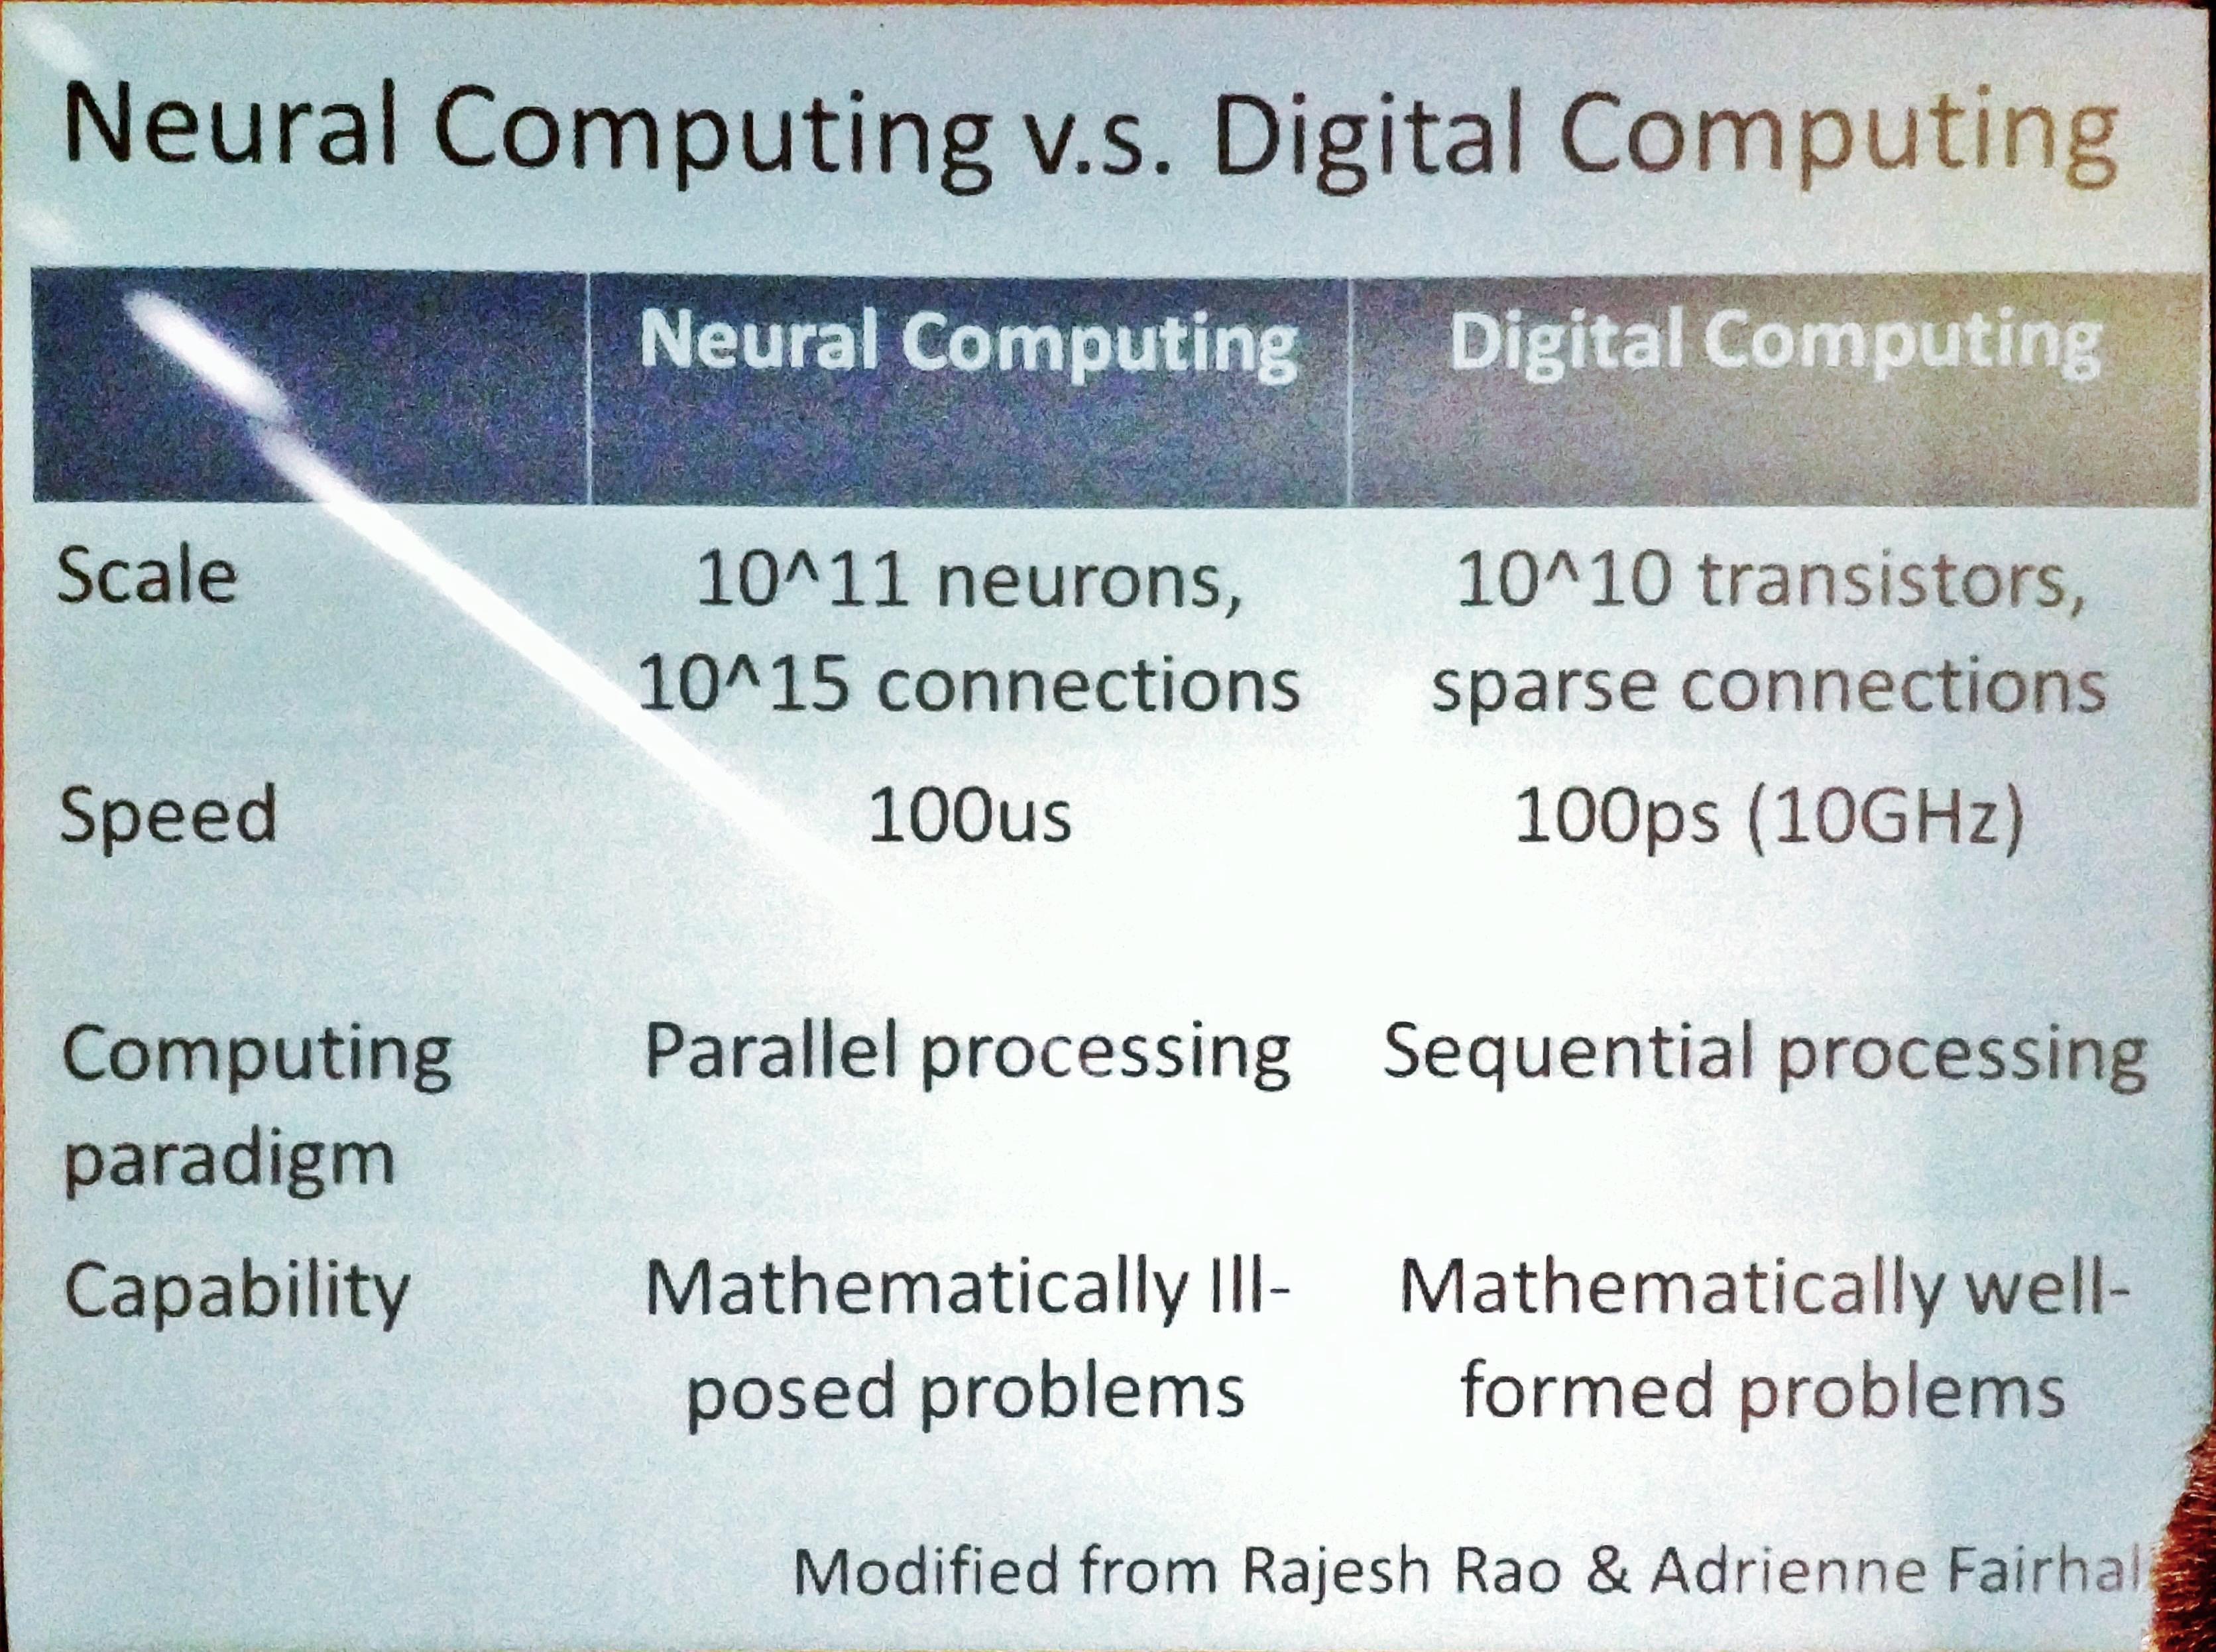 Neural Computing v.s. Digital Computing
Neural Computing Digital Computing
Scale 10^11 neurons, 10^10 transistors,
10^15 connections sparse connections
Speed 100us 100ps (10GHz)
Computing Parallel processing Sequential processing
paradigm
Capability Mathematically Ill- Mathematically well-
posed problems formed problems
Modified from Rajesh Rao & Adrienne Fairhal